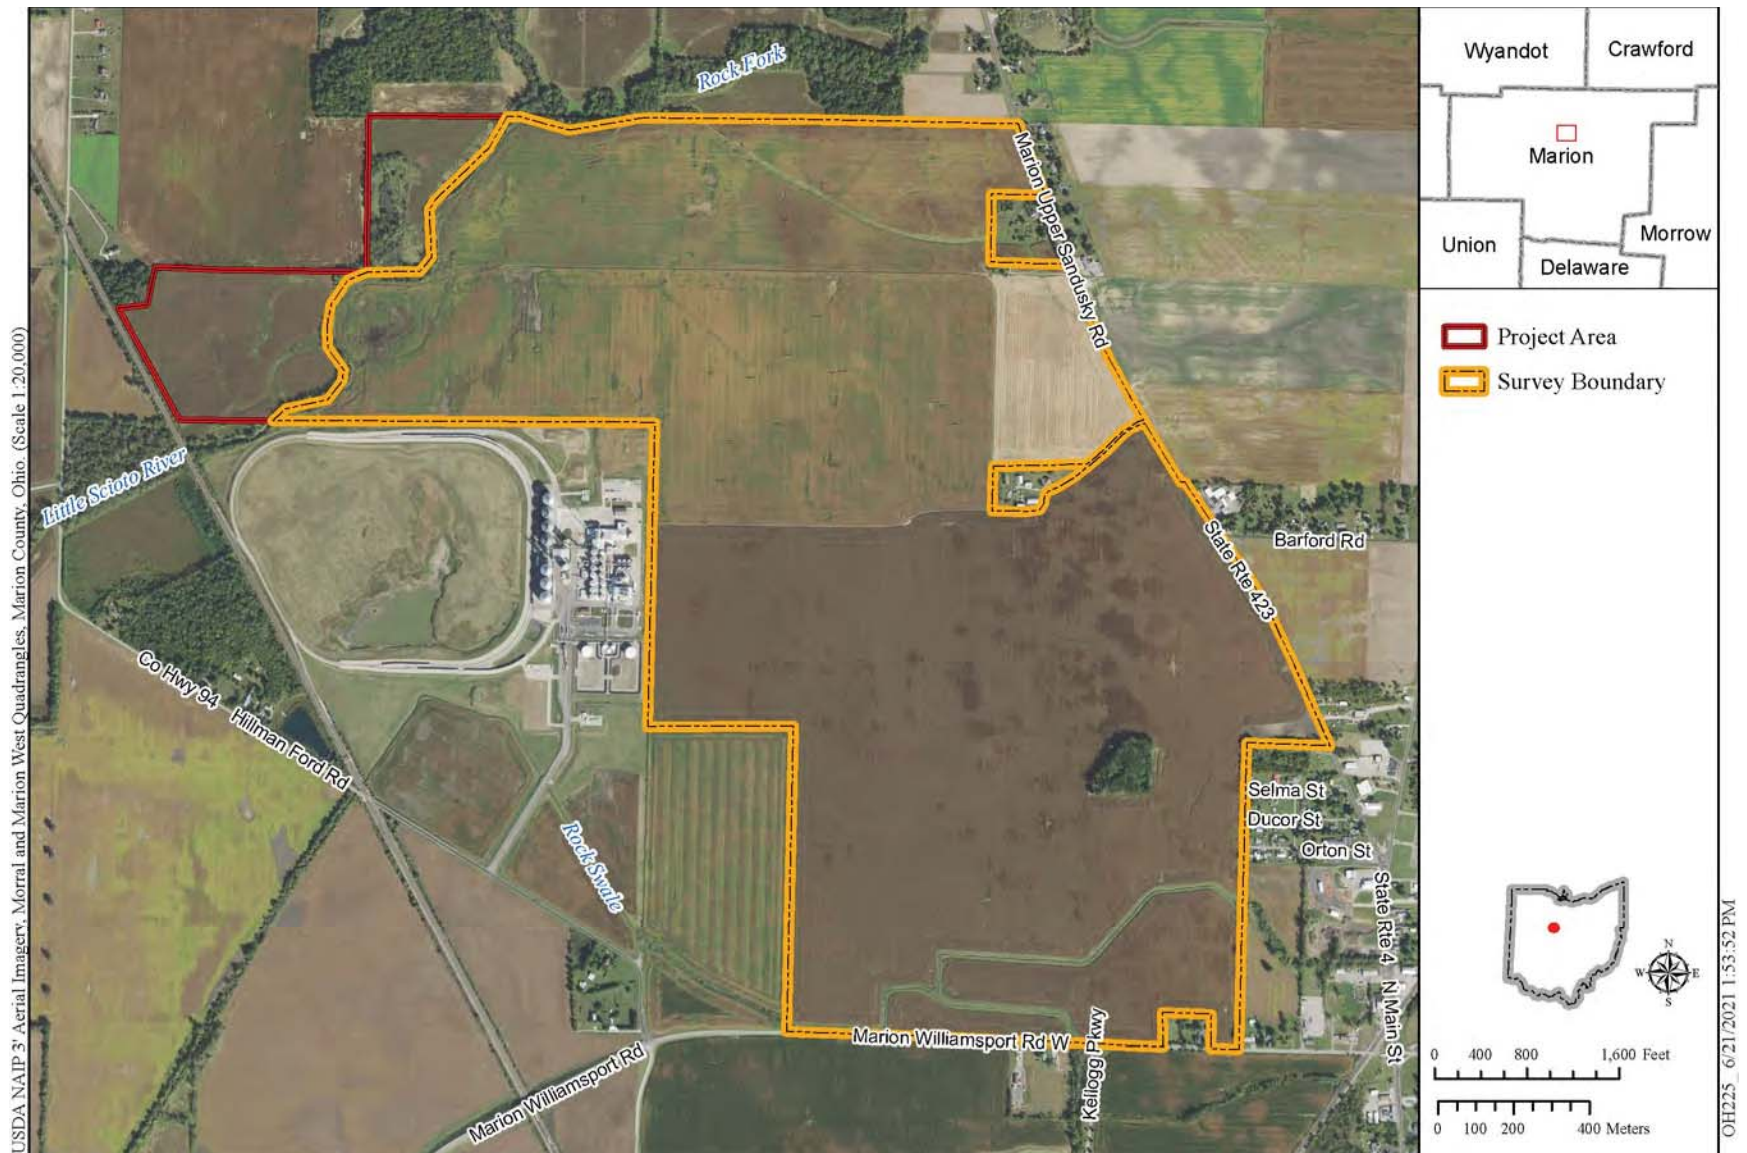 USDA NAIP 3' Aerial Imagery, Morral and Marion West Quadrangles, Marion County, Ohio. (Scale 1:20,000)
Rock Fork
Marion Upper Sandusky Rd
Little Scioto River
State Rte 423
Barford Rd
Co Hwy 94
Hillman Ford Rd
Selma St
Ducor St
Orton St
Rock Swale
State Rte 4
N Main St
Marion Williamsport Rd W
Kellogg Pkwy
Marion Williamsport Rd
Wyandot
Crawford
Marion
Union
Morrow
Delaware
Project Area
Survey Boundary
N
W
E
S
0 400 800 1,600 Feet
0 100 200 400 Meters
OH225_ 6/21/2021 1:53:52 PM